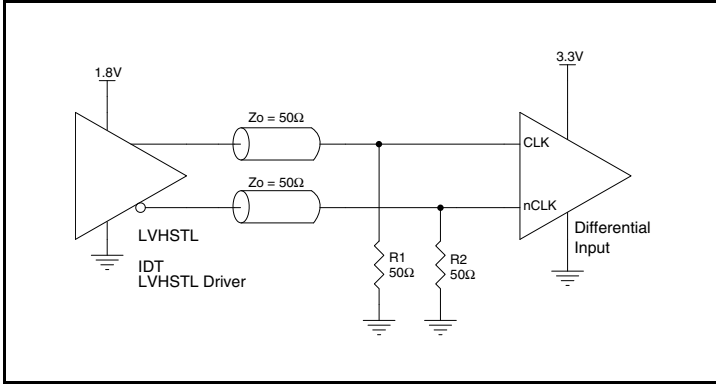 3.3V
1.8V
Zo = 50Ω
CLK
Zo = 50Ω
nCLK
LVHSTL
Differential
Input
IDT
LVHSTL Driver
R1
50Ω
R2
50Ω